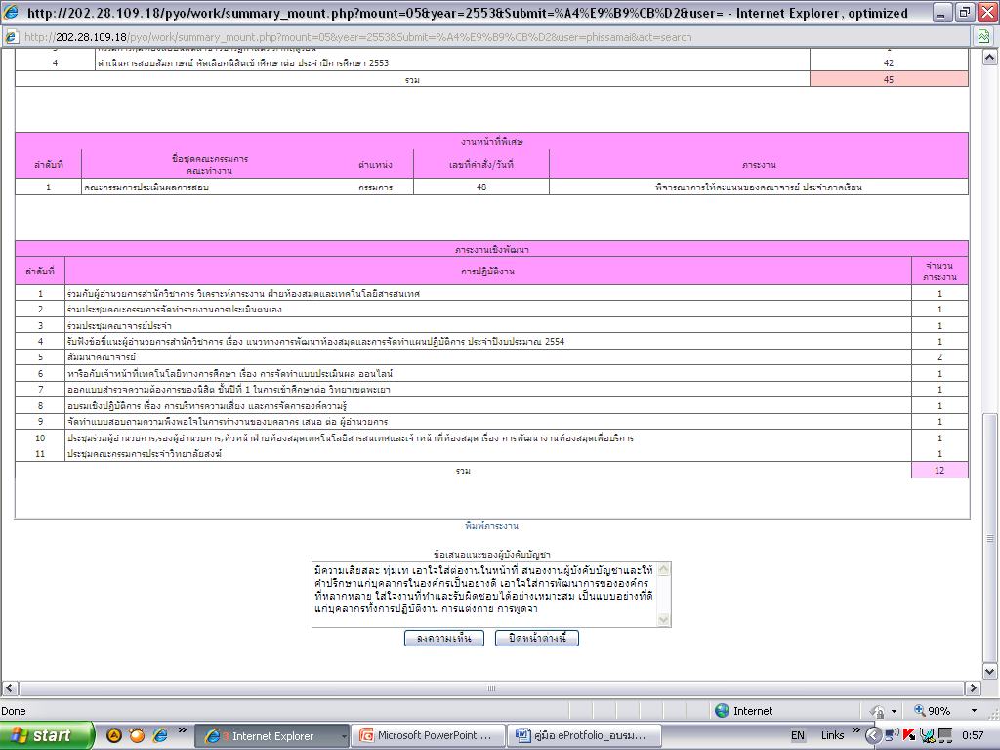 http://202.28.109.18/pyo/work/summary_mount.php?mount=05&year=2553&Submit=%A4%E9%B9%CB%D2&user= - Internet Explorer, optimized
http://202.28.109.18/pyo/work/summary_mount.php?mount=05&year=2553&Submit=%A4%E9%B9%CB%D2&user=phissamai&act=search
4 ดำเนินการสอบสัมภาษณ์ คัดเลือกนิสิตเข้าศึกษาต่อ ประจำปีการศึกษา 2553 42
รวม 45
งานหน้าที่พิเศษ
ลำดับที่ ชื่อชุดคณะกรรมการ คณะทำงาน ตำแหน่ง เลขที่คำสั่ง/วันที่ ภาระงาน
1 คณะกรรมการประเมินผลการสอบ กรรมการ 48 พิจารณาการให้คะแนนของคณาจารย์ ประจำภาคเรียน
ภาระงานเชิงพัฒนา
ลำดับที่ การปฏิบัติงาน จำนวน ภาระงาน
1 ร่วมกับผู้อำนวยการสำนักวิชาการ วิเคราะห์ภาระงาน ฝ่ายห้องสมุดและเทคโนโลยีสารสนเทศ 1
2 ร่วมประชุมคณะกรรมการจัดทำรายงานการประเมินตนเอง 1
3 ร่วมประชุมคณาจารย์ประจำ 1
4 รับฟังข้อชี้แนะผู้อำนวยการสำนักวิชาการ เรื่อง แนวทางการพัฒนาห้องสมุดและการจัดทำแผนปฏิบัติการ ประจำปีงบประมาณ 2554 1
5 สัมมนาคณาจารย์ 2
6 หารือกับเจ้าหน้าที่เทคโนโลยีทางการศึกษา เรื่อง การจัดทำแบบประเมินผล ออนไลน์ 1
7 ออกแบบสำรวจความต้องการของนิสิต ชั้นปีที่ 1 ในการเข้าศึกษาต่อ วิทยาเขตพะเยา 1
8 อบรมเชิงปฏิบัติการ เรื่อง การบริหารความเสี่ยง และการจัดการองค์ความรู้ 1
9 จัดทำแบบสอบถามความพึงพอใจในการทำงานของบุคลากร เสนอ ต่อ ผู้อำนวยการ 1
10 ประชุมรวมผู้อำนวยการ,รองผู้อำนวยการ,หัวหน้าฝ่ายห้องสมุดเทคโนโลยีสารสนเทศและเจ้าหน้าที่ห้องสมุด เรื่อง การพัฒนางานห้องสมุดเพื่อบริการ 1
11 ประชุมคณะกรรมการประจำวิทยาลัยสงฆ์ 1
รวม 12
พิมพ์ภาระงาน
ข้อเสนอแนะของผู้บังคับบัญชา
มีความเสียสละ ทุ่มเท เอาใจใส่ต่องานในหน้าที่ สนองงานผู้บังคับบัญชาและให้
คำปรึกษาแก่บุคลากรในองค์กรเป็นอย่างดี เอาใจใส่การพัฒนาการขององค์กร
ที่หลากหลาย ใส่ใจงานที่ทำและรับผิดชอบได้อย่างเหมาะสม เป็นแบบอย่างที่ดี
แก่บุคลากรทั้งการปฏิบัติงาน การแต่งกาย การพูดจา
ลงความเห็น ปิดหน้าต่างนี้
Done Internet 90%
start 3 Internet Explorer Microsoft PowerPoint ... คู่มือ eProtfolio_อบรม... EN Links 0:57